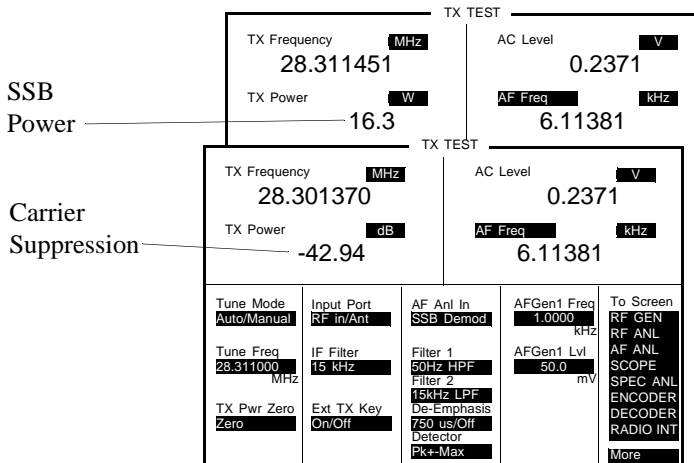 TX TEST
TX Frequency MHz AC Level V
28.311451 0.2371
TX Power W AF Freq kHz
16.3 6.11381
SSB
Power
TX TEST
TX Frequency MHz AC Level V
28.301370 0.2371
TX Power dB AF Freq kHz
-42.94 6.11381
Carrier
Suppression
Tune Mode
Auto/Manual
Tune Freq
28.311000
MHz
TX Pwr Zero
Zero
Input Port
RF in/Ant
IF Filter
15 kHz
Ext TX Key
On/Off
AF Anl In
SSB Demod
Filter 1
50Hz HPF
Filter 2
15kHz LPF
De-Emphasis
750 us/Off
Detector
Pk+-Max
AFGen1 Freq
1.0000
kHz
AFGen1 Lvl
50.0
mV
To Screen
RF GEN
RF ANL
AF ANL
SCOPE
SPEC ANL
ENCODER
DECODER
RADIO INT
More